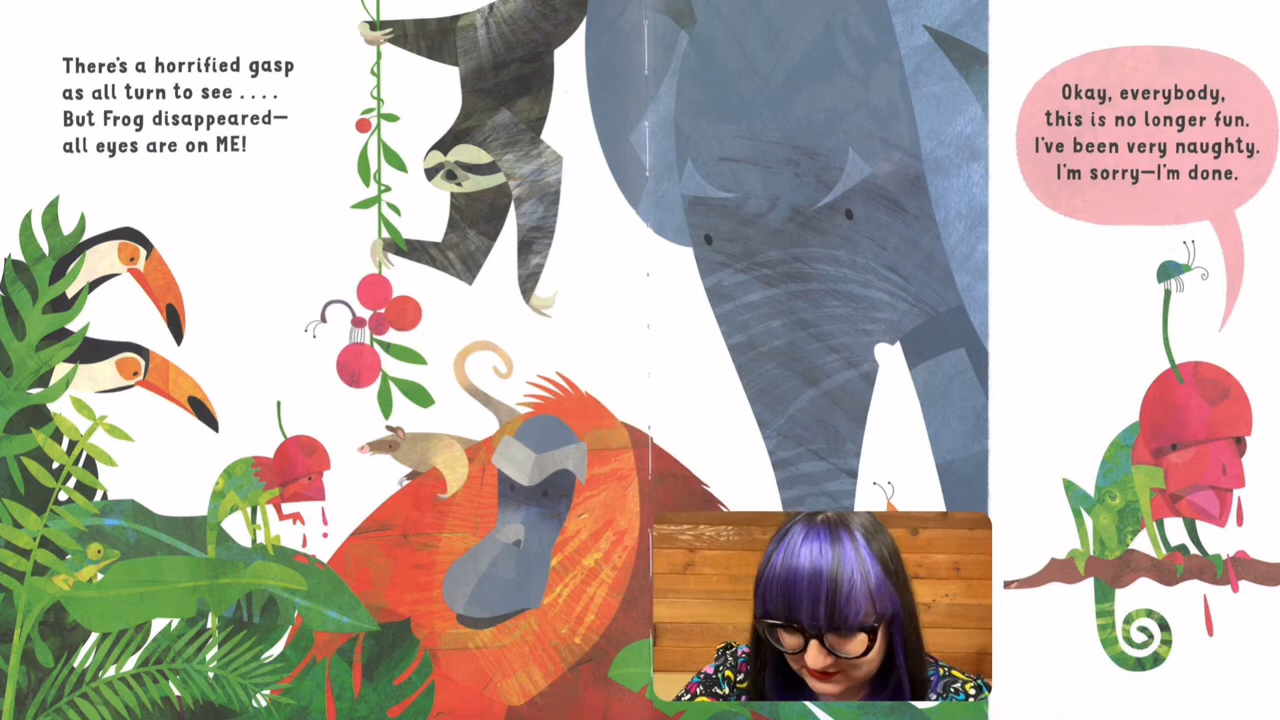 There's a horrified gasp
as all turn to see . . . .
But Frog disappeared—
all eyes are on ME!
Okay, everybody,
this is no longer fun.
I've been very naughty.
I'm sorry—I'm done.